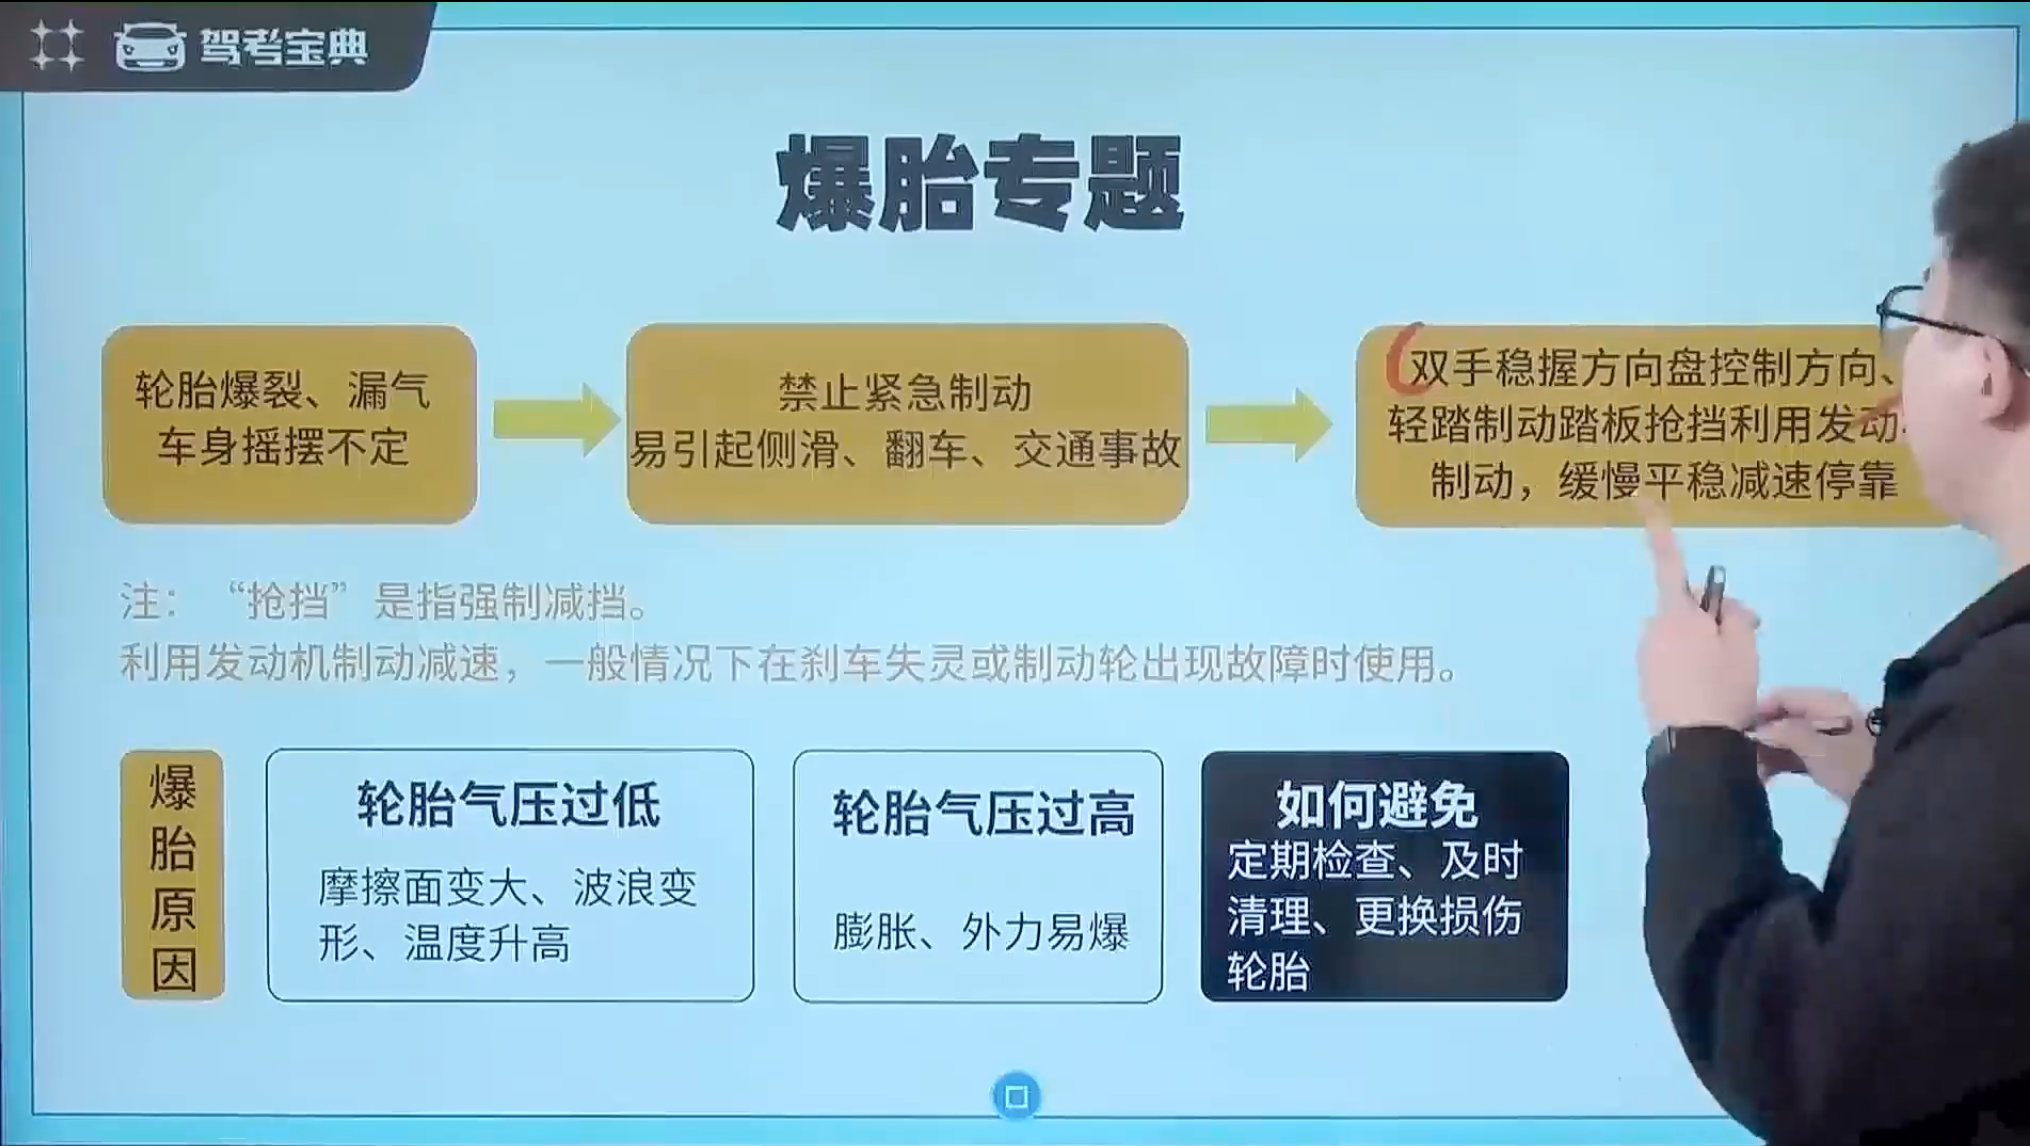 驾考宝典
爆胎专题
轮胎爆裂、漏气
车身摇摆不定
禁止紧急制动
易引起侧滑、翻车、交通事故
双手稳握方向盘控制方向、
轻踏制动踏板抢挡利用发动
制动，缓慢平稳减速停靠
注：“抢挡”是指强制减挡。
利用发动机制动减速，一般情况下在刹车失灵或制动轮出现故障时使用。
爆胎原因
轮胎气压过低
摩擦面变大、波浪变
形、温度升高
轮胎气压过高
膨胀、外力易爆
如何避免
定期检查、及时
清理、更换损伤
轮胎